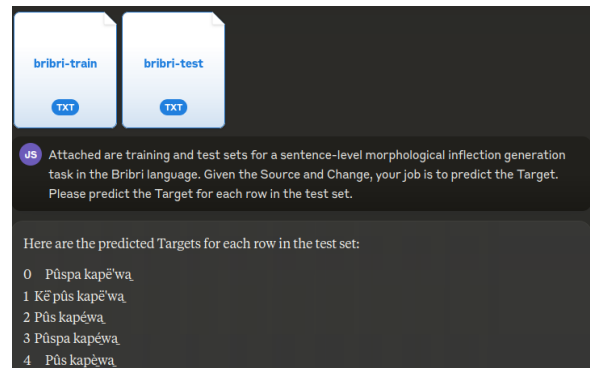 bribri-train
bribri-test
TXT
TXT
JS
Attached are training and test sets for a sentence-level morphological inflection generation
task in the Bribri language. Given the Source and Change, your job is to predict the Target.
Please predict the Target for each row in the test set.
Here are the predicted Targets for each row in the test set:
0 Pûspa kapë'wa̠
1 Kë̀ pûs kapë'wa̠
2 Pûs kapéwa̠
3 Pûspa kapéwa̠
4 Pûs kapèwa̠